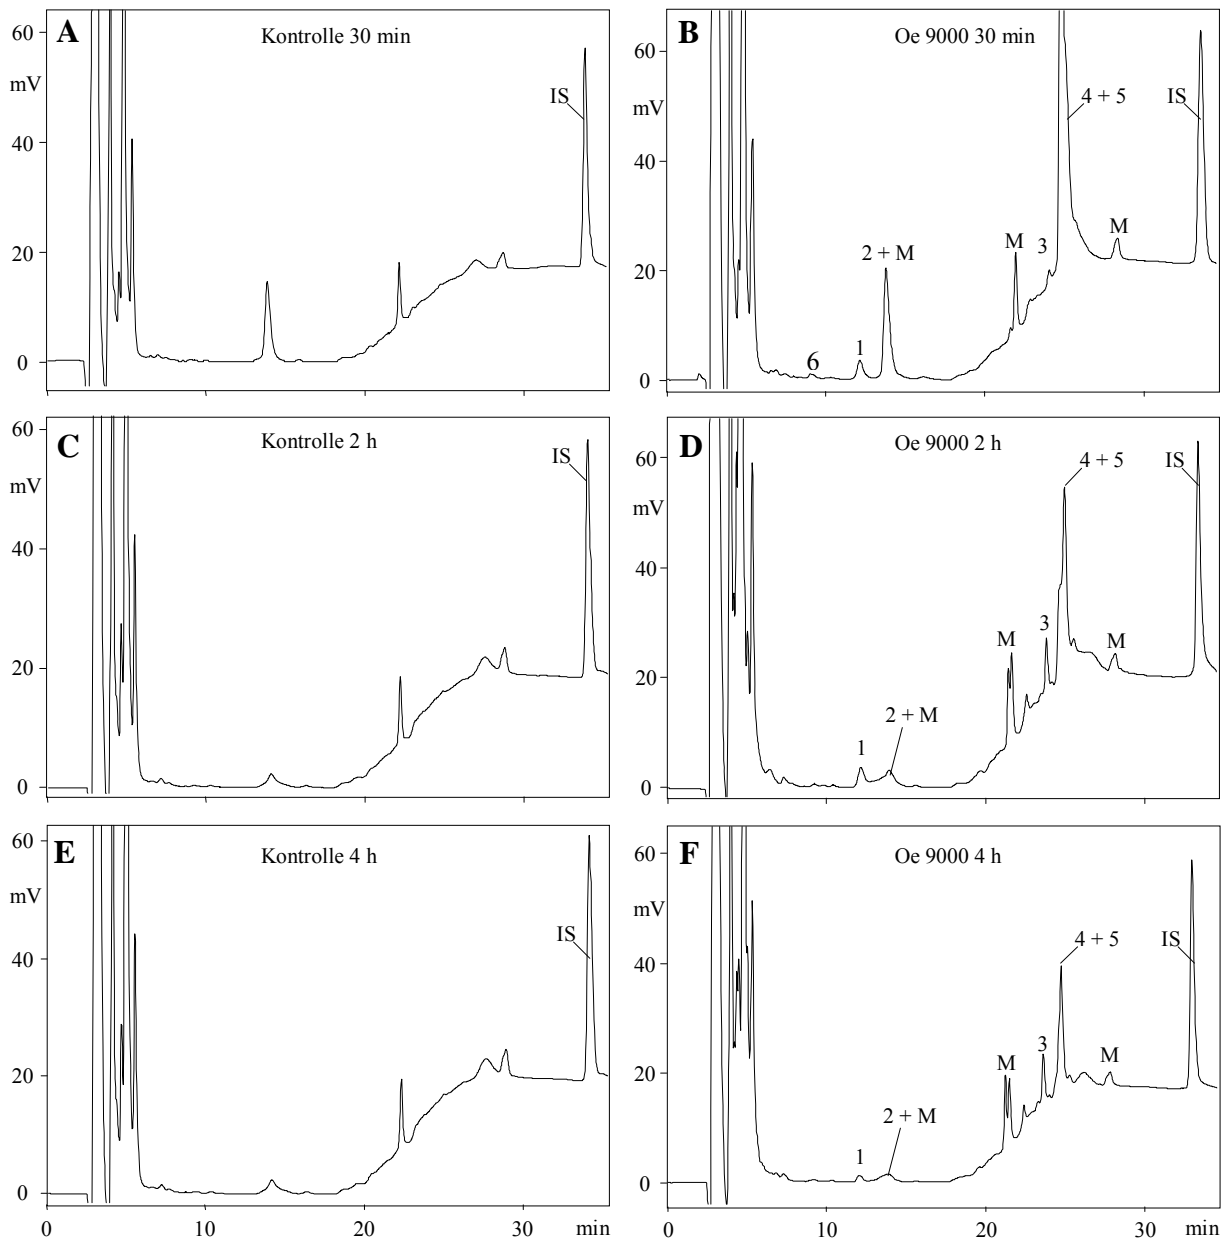 A
Kontrolle 30 min
60
mV
40
20
0
IS
B
Oe 9000 30 min
60
mV
40
20
0
4 + 5
IS
2 + M
M
3
M
6
1
C
Kontrolle 2 h
60
mV
40
20
0
IS
D
Oe 9000 2 h
60
mV
40
20
0
4 + 5
IS
M
3
M
2 + M
1
E
Kontrolle 4 h
60
mV
40
20
0
IS
0 10 20 30 min
F
Oe 9000 4 h
60
mV
40
20
0
4 + 5
IS
M
3
M
2 + M
1
0 10 20 30 min